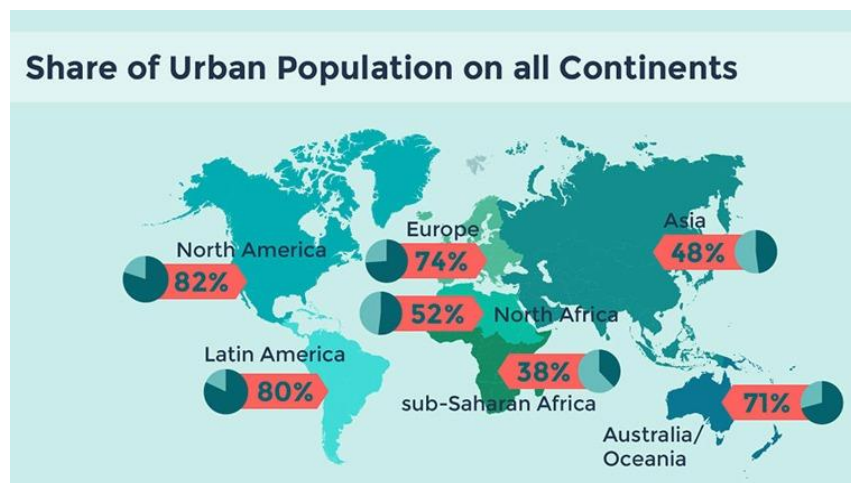 Share of Urban Population on all Continents
North America
82%
Europe
74%
Asia
48%
52%
North Africa
Latin America
80%
38%
sub-Saharan Africa
71%
Australia/
Oceania